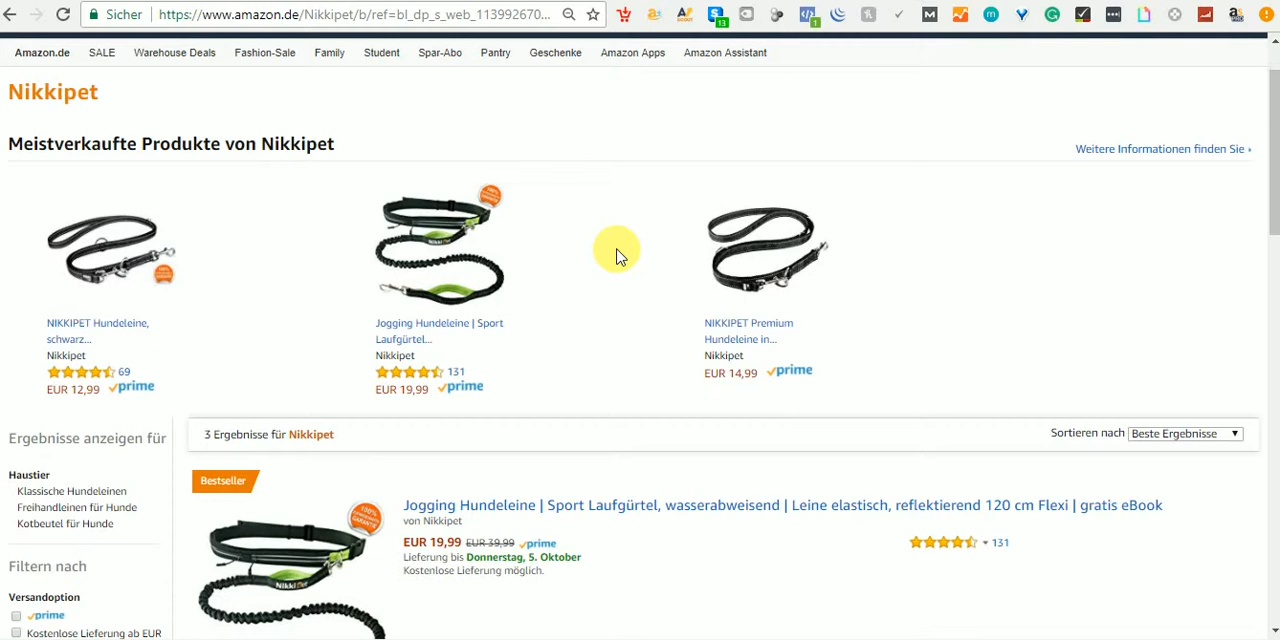 Sicher
https://www.amazon.de/Nikkipet/b/ref=bl_dp_s_web_113992670...
13
1
Amazon.de SALE Warehouse Deals Fashion-Sale Family Student Spar-Abo Pantry Geschenke Amazon Apps Amazon Assistant
Nikkipet
Meistverkaufte Produkte von Nikkipet
Weitere Informationen finden Sie ›
NIKKIPET Hundeleine,
schwarz...
Nikkipet
69
EUR 12,99 prime
Jogging Hundeleine | Sport
Laufgürtel...
Nikkipet
131
EUR 19,99 prime
NIKKIPET Premium
Hundeleine in...
Nikkipet
EUR 14,99 prime
Ergebnisse anzeigen für
Haustier
Klassische Hundeleinen
Freihandleinen für Hunde
Kotbeutel für Hunde
Filtern nach
Versandoption
prime
Kostenlose Lieferung ab EUR
3 Ergebnisse für Nikkipet
Sortieren nach Beste Ergebnisse
Bestseller
100%
GARANTIE
NikkiPet
Jogging Hundeleine | Sport Laufgürtel, wasserabweisend | Leine elastisch, reflektierend 120 cm Flexi | gratis eBook
von Nikkipet
EUR 19,99 EUR 39,99 prime
Lieferung bis Donnerstag, 5. Oktober
Kostenlose Lieferung möglich.
131